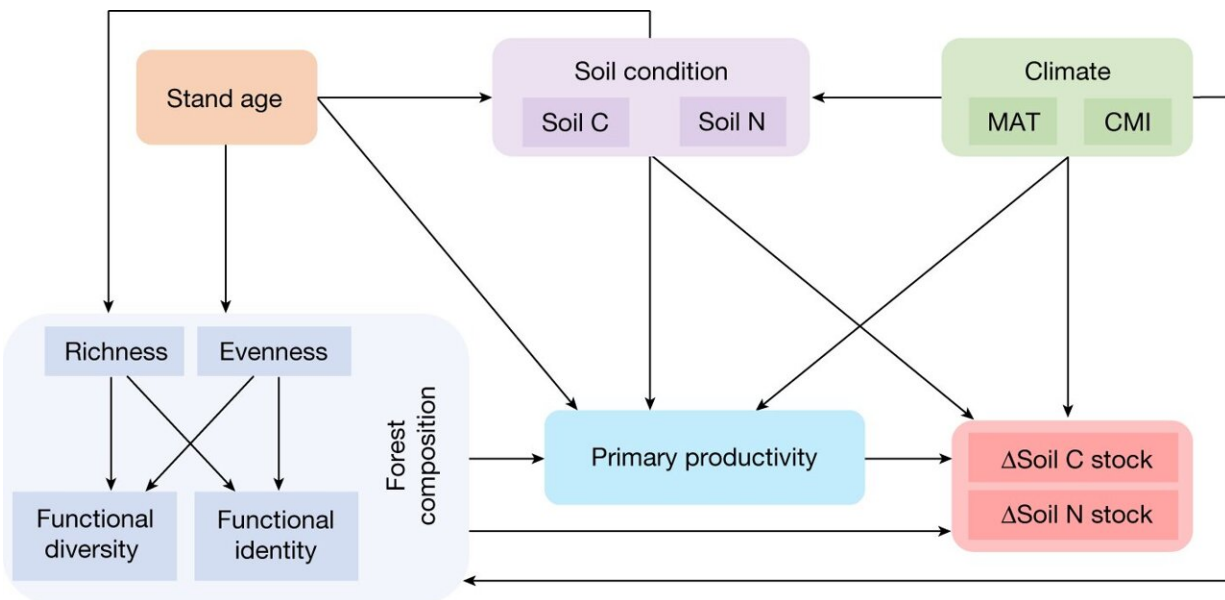 Stand age
Soil condition
Soil C
Soil N
Climate
MAT
CMI
Richness
Evenness
Functional
diversity
Functional
identity
Forest
composition
Primary productivity
ΔSoil C stock
ΔSoil N stock